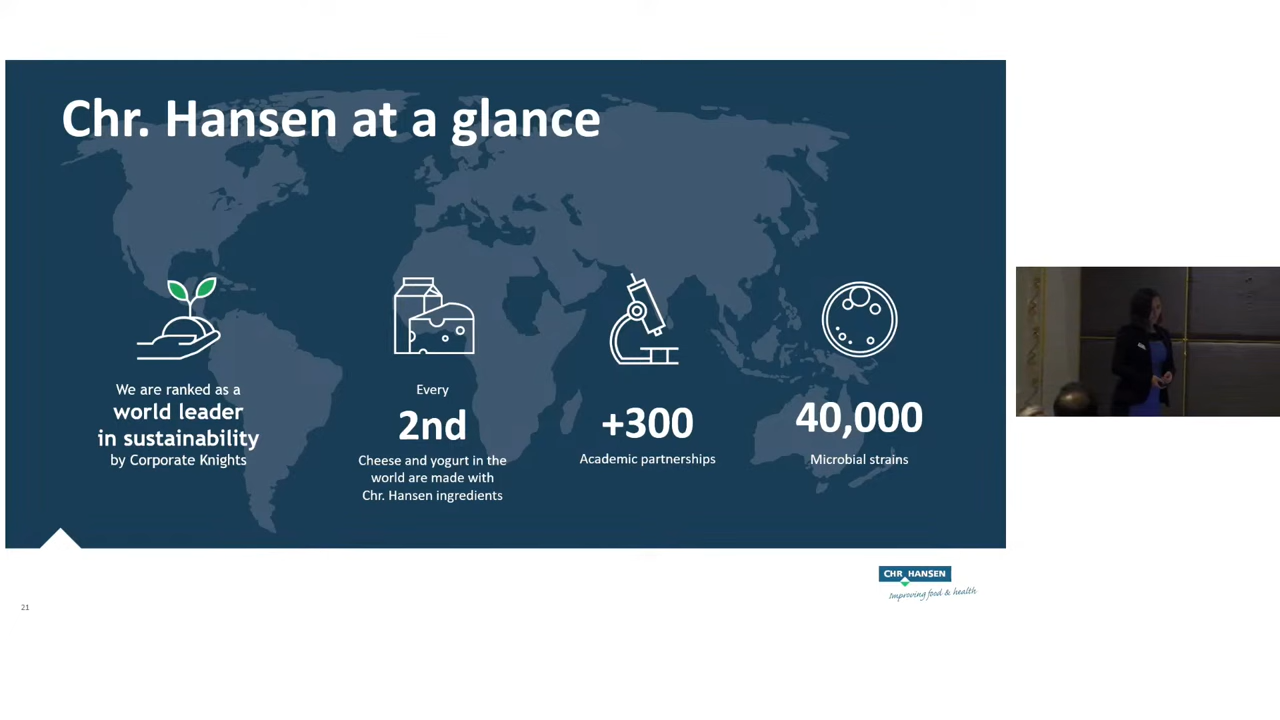 Chr. Hansen at a glance
We are ranked as a
world leader
in sustainability
by Corporate Knights
Every
2nd
Cheese and yogurt in the
world are made with
Chr. Hansen ingredients
+300
Academic partnerships
40,000
Microbial strains
CHR HANSEN
Improving food & health
21